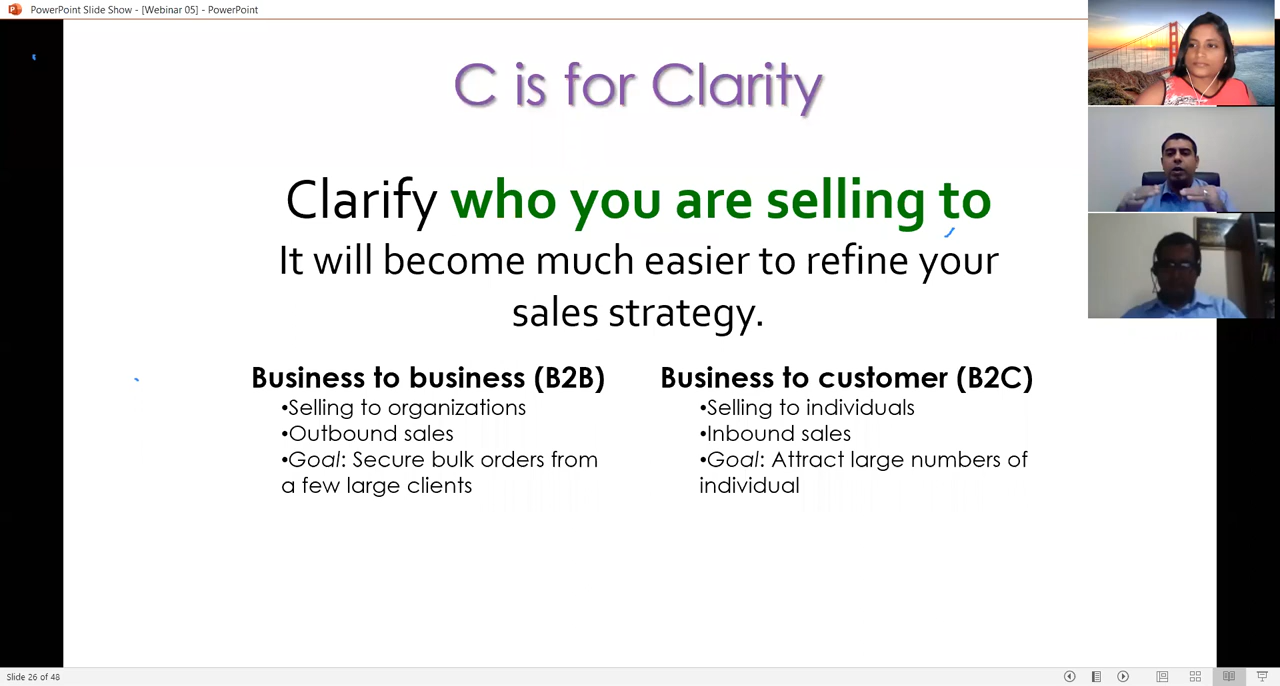 PowerPoint Slide Show - [Webinar 05] - PowerPoint
C is for Clarity
Clarify who you are selling to
It will become much easier to refine your
sales strategy.
Business to business (B2B)
•Selling to organizations
•Outbound sales
•Goal: Secure bulk orders from
a few large clients
Business to customer (B2C)
•Selling to individuals
•Inbound sales
•Goal: Attract large numbers of
individual
Slide 26 of 48